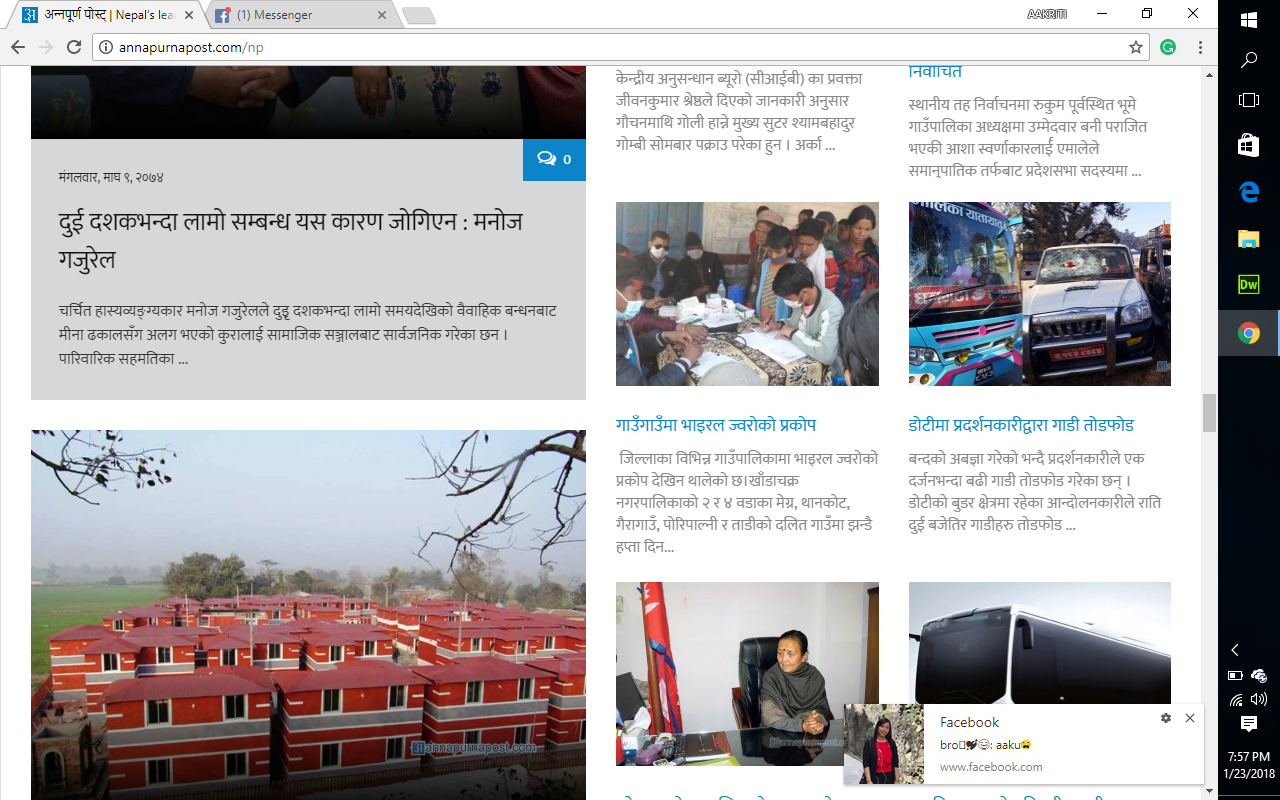 अन्नपूर्ण पोस्ट् | Nepal's lea
(1) Messenger
AAKRITI
annapurnapost.com/np
0
मंगलवार, माघ ९, २०७४
दुई दशकभन्दा लामो सम्बन्ध यस कारण जोगिएन : मनोज
गजुरेल
चर्चित हास्यव्यङ्ग्यकार मनोज गजुरेलले दुइृ दशकभन्दा लामो समयदेखिको वैवाहिक बन्धनबाट
मीना ढकालसँग अलग भएको कुरालाई सामाजिक सञ्जालबाट सार्वजनिक गरेका छन ।
पारिवारिक सहमतिका ...
annapurnapost.com
केन्द्रीय अनुसन्धान ब्यूरो (सीआईबी) का प्रवक्ता
जीवनकुमार श्रेष्ठले दिएको जानकारी अनुसार
गौचनमाथि गोली हान्ने मुख्य सुटर श्यामबहादुर
गोम्बी सोमबार पक्राउ परेका हुन । अर्का ...
निर्वाचित
स्थानीय तह निर्वाचनमा रुकुम पूर्वस्थित भूमे
गाउँपालिका अध्यक्षमा उम्मेदवार बनी पराजित
भएकी आशा स्वर्णाकारलाई एमालेले
समानुपातिक तर्फबाट प्रदेशसभा सदस्यमा ...
गाउँगाउँमा भाइरल ज्वरोको प्रकोप
जिल्लाका विभिन्न गाउँपालिकामा भाइरल ज्वरोको
प्रकोप देखिन थालेको छ।खाँडाचक्र
नगरपालिकाको २ र ४ वडाका मेग्र, थानकोट,
गैरागाउँ, पोरिपाल्नी र ताडीको दलित गाउँमा झन्डै
हप्ता दिन...
डोटीमा प्रदर्शनकारीद्वारा गाडी तोडफोड
बन्दको अबज्ञा गरेको भन्दै प्रदर्शनकारीले एक
दर्जनभन्दा बढी गाडी तोडफोड गरेका छन् ।
डोटीको बुडर क्षेत्रमा रहेका आन्दोलनकारीले राति
दुई बजेतिर गाडीहरु तोडफोड ...
annapurnapost.co
Facebook
bro: aaku
www.facebook.com
Dw
7:57 PM
1/23/2018